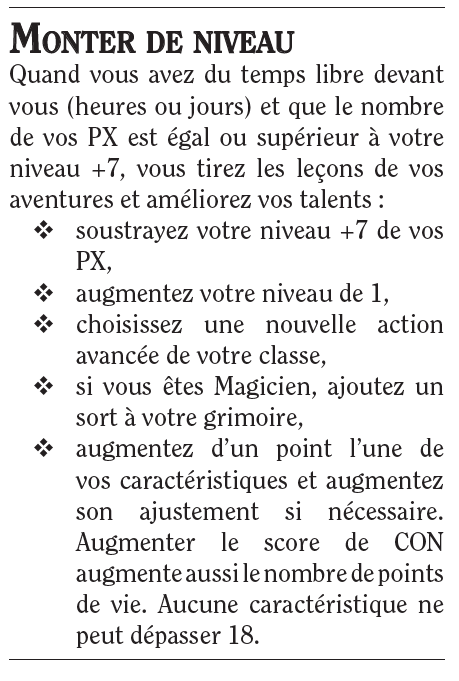 MONTER DE NIVEAU
Quand vous avez du temps libre devant
vous (heures ou jours) et que le nombre
de vos PX est égal ou supérieur à votre
niveau +7, vous tirez les leçons de vos
aventures et améliorez vos talents :
❖ soustrayez votre niveau +7 de vos
PX,
❖ augmentez votre niveau de 1,
❖ choisissez une nouvelle action
avancée de votre classe,
❖ si vous êtes Magicien, ajoutez un
sort à votre grimoire,
❖ augmentez d'un point l'une de
vos caractéristiques et augmentez
son ajustement si nécessaire.
Augmenter le score de CON
augmente aussi le nombre de points
de vie. Aucune caractéristique ne
peut dépasser 18.